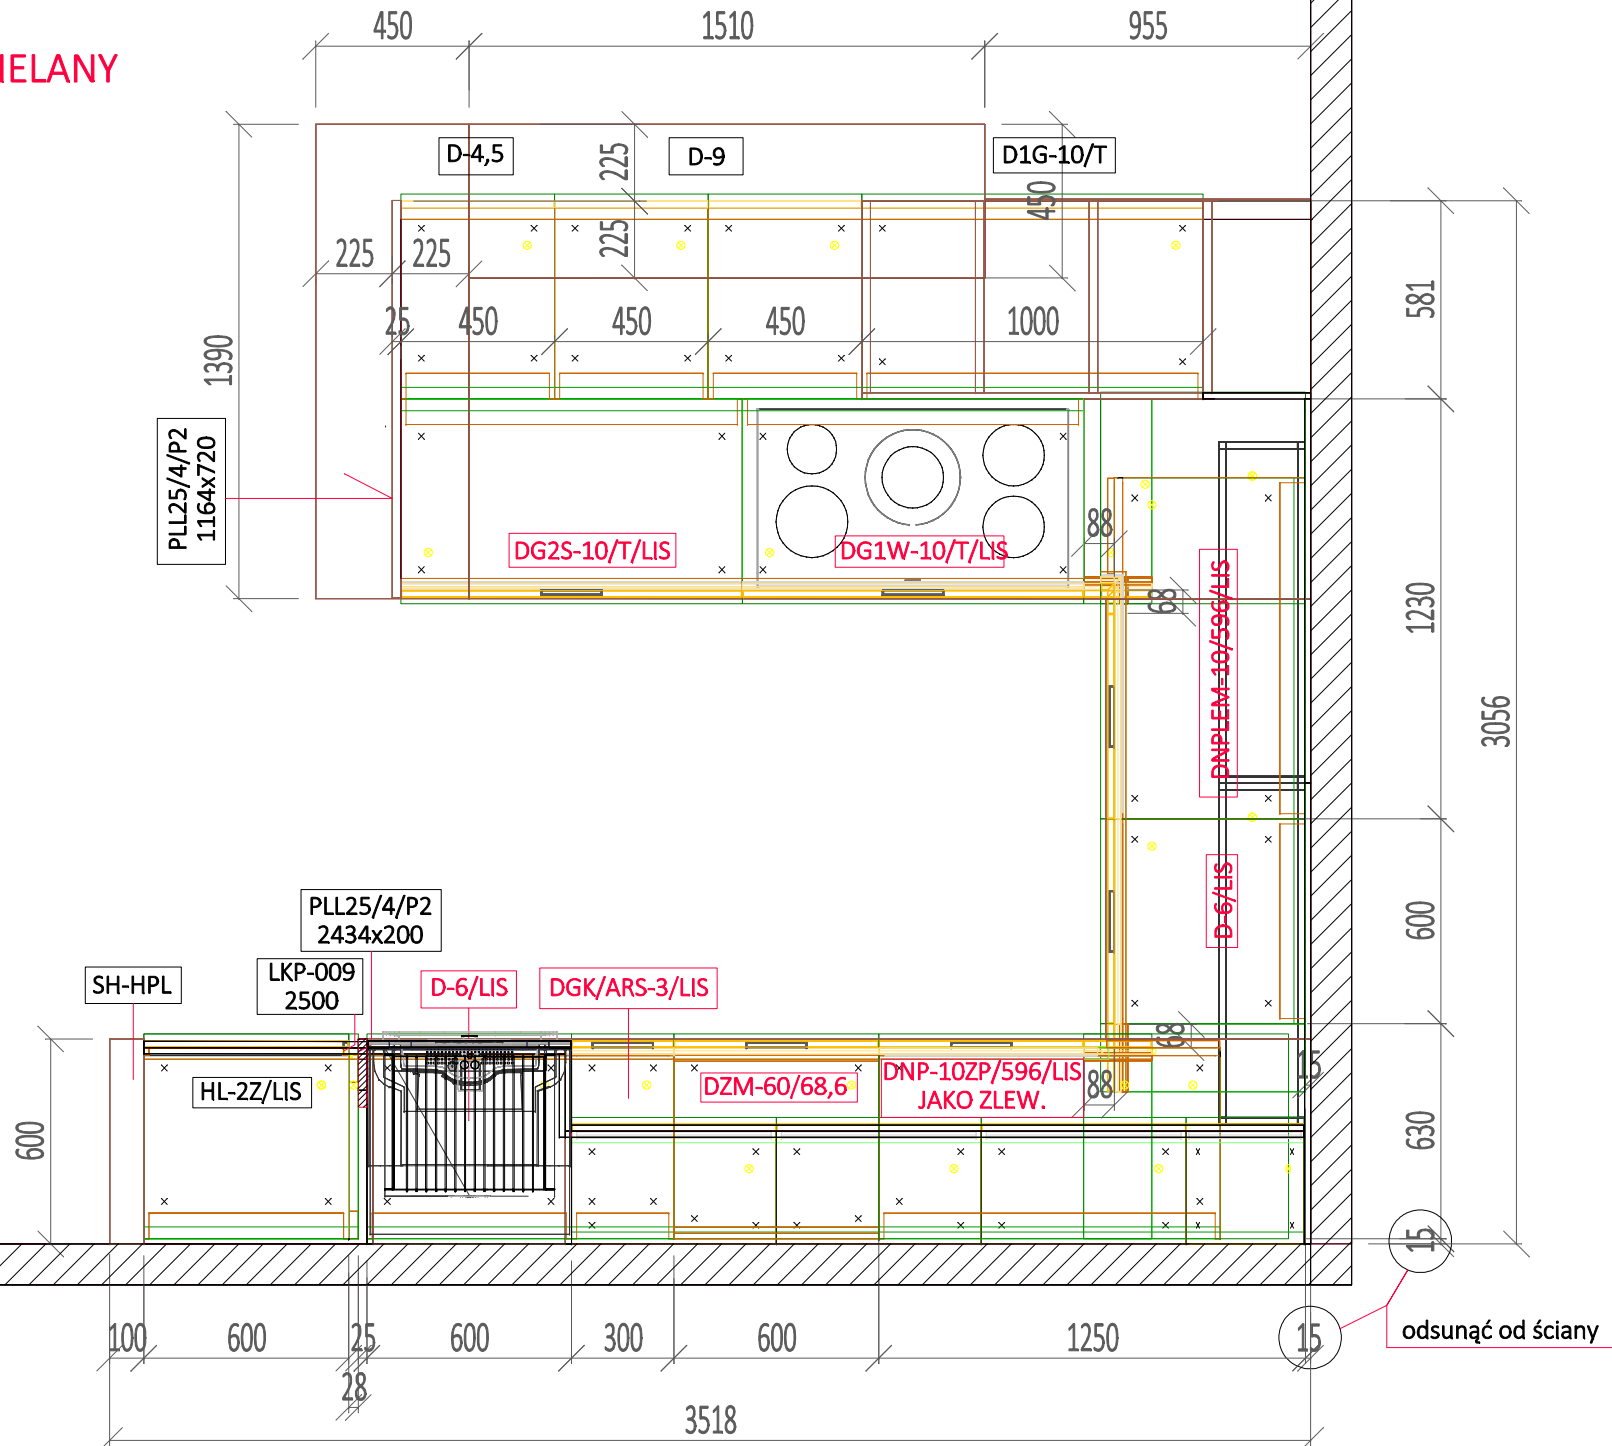 450
1510
955
IELANY
D-4,5
D-9
D1G-10/T
225
450
225
225
225
25
450
450
450
1000
581
1390
PLL25/4/P2
1164x720
DG2S-10/T/LIS
DG1W-10/T/LIS
88
68
DNPLEM-10/596/LIS
1230
3056
D-6/LIS
600
PLL25/4/P2
2434x200
LKP-009
2500
SH-HPL
D-6/LIS
DGK/ARS-3/LIS
68
15
HL-2Z/LIS
DZM-60/68,6
DNP-10ZP/596/LIS
JAKO ZLEW.
88
600
630
15
100
600
25
600
300
600
1250
15
odsunąć od ściany
28
3518